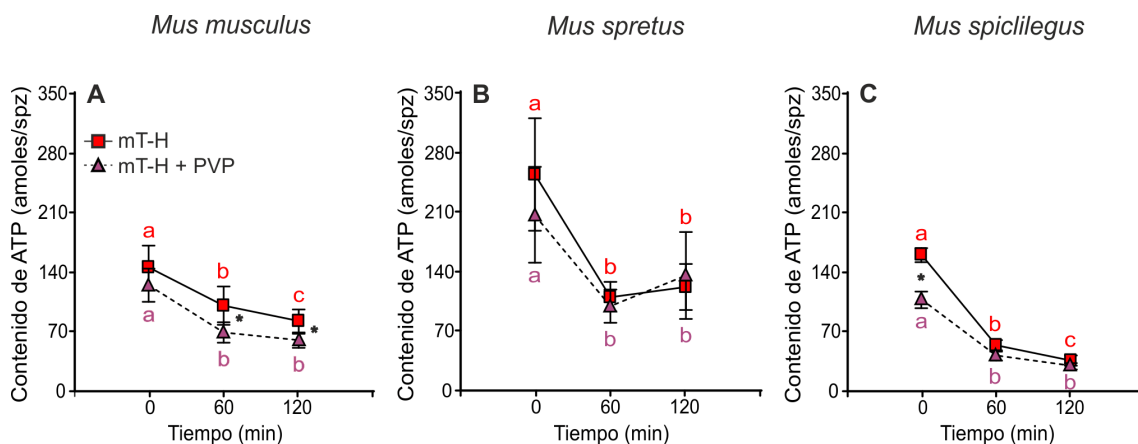 Mus musculus
Mus spretus
Mus spiclilegus
A
mT-H
mT-H + PVP
Contenido de ATP (amoles/spz)
350
280
210
140
70
0
a
b
c
*
*
a
b
b
0 60 120
Tiempo (min)
B
Contenido de ATP (amoles/spz)
350
280
210
140
70
0
a
b
b
a
b
b
0 60 120
Tiempo (min)
C
Contenido de ATP (amoles/spz)
350
280
210
140
70
0
a
*
b
c
a
b
b
0 60 120
Tiempo (min)